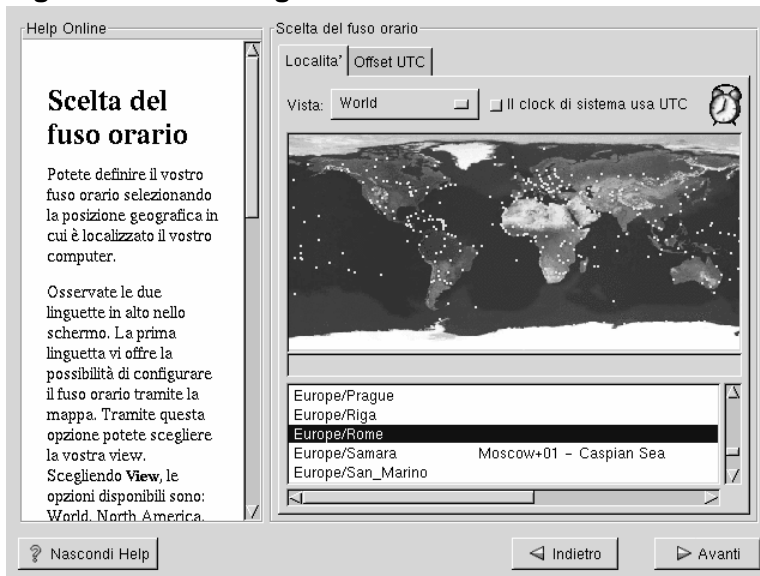 Help Online
Scelta del
fuso orario
Potete definire il vostro
fuso orario selezionando
la posizione geografica in
cui è localizzato il vostro
computer.
Osservate le due
linguette in alto nello
schermo. La prima
linguetta vi offre la
possibilità di configurare
il fuso orario tramite la
mappa. Tramite questa
opzione potete scegliere
la vostra view.
Scegliendo View, le
opzioni disponibili sono:
World, North America,
Nascondi Help
Scelta del fuso orario
Localita' Offset UTC
Vista: World Il clock di sistema usa UTC
Europe/Prague
Europe/Riga
Europe/Rome
Europe/Samara Moscow+01 - Caspian Sea
Europe/San_Marino
Indietro Avanti